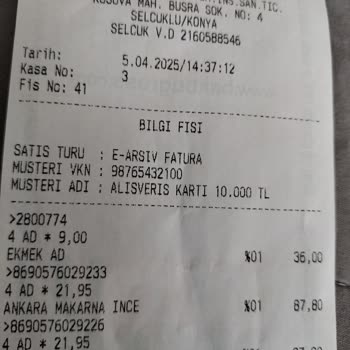 KOSOVA MAH. BUSRA SOK. NO: 4
SELCUKLU/KONYA
SELCUK V.D 2160588546
Tarih: 5.04.2025/14:37:12
Kasa No: 3
Fis No: 41
BILGI FISI
SATIS TURU : E-ARSIV FATURA
MUSTERI VKN : 98765432100
MUSTERI ADI : ALISVERIS KARTI 10.000 TL
>2800774
4 AD * 9,00
EKMEK AD %01 36,00
>8690576029233
4 AD * 21,95
ANKARA MAKARNA INCE %01 87,80
>8690576029226
4 AD * 21,95